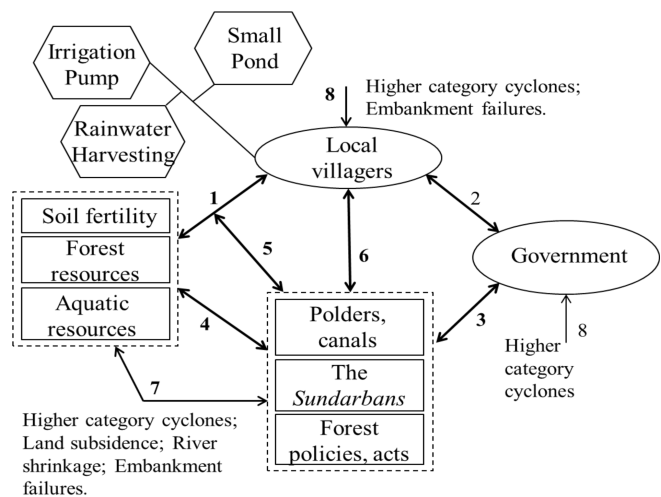 Small
Pond
Irrigation
Pump
Rainwater
Harvesting
8
Higher category cyclones;
Embankment failures.
Local
villagers
1
2
Soil fertility
Forest
resources
Aquatic
resources
5
6
Government
4
Polders,
canals
3
8
Higher
category
cyclones
The
Sundarbans
7
Forest
policies, acts
Higher category cyclones;
Land subsidence; River
shrinkage; Embankment
failures.